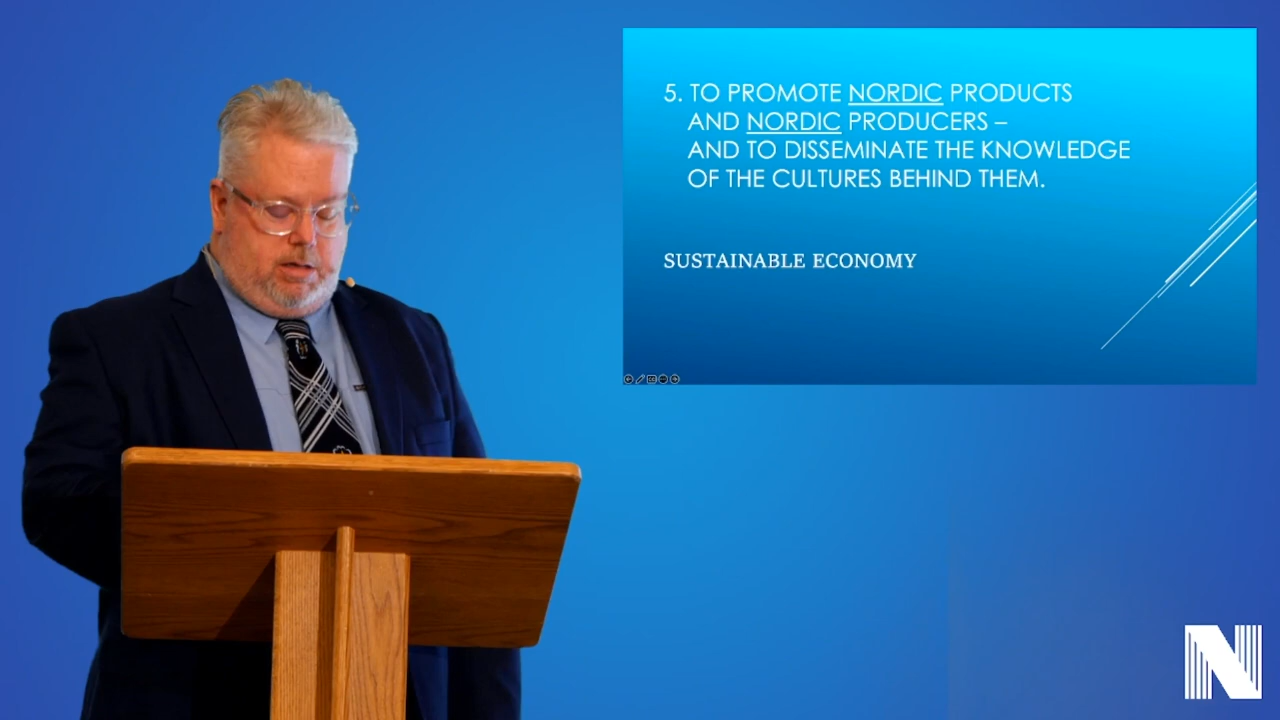 5. TO PROMOTE NORDIC PRODUCTS
AND NORDIC PRODUCERS –
AND TO DISSEMINATE THE KNOWLEDGE
OF THE CULTURES BEHIND THEM.
SUSTAINABLE ECONOMY
N